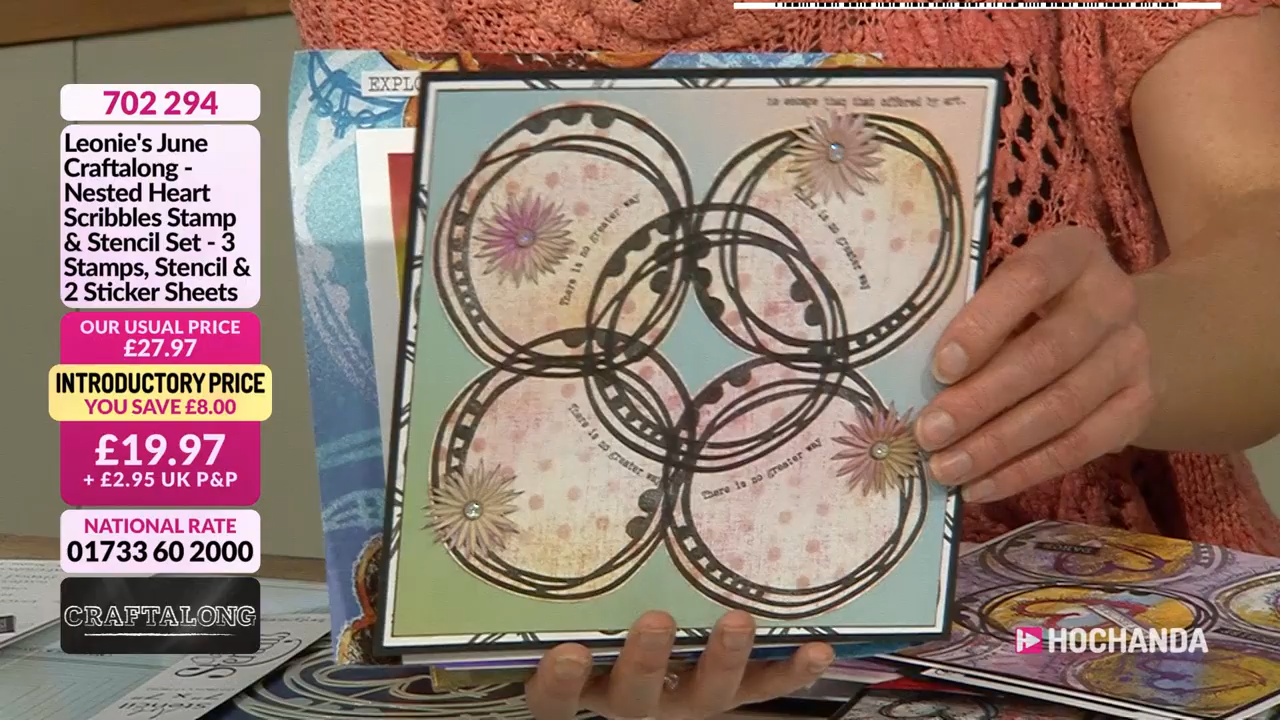 702 294
Leonie's June
Craftalong -
Nested Heart
Scribbles Stamp
& Stencil Set - 3
Stamps, Stencil &
2 Sticker Sheets
OUR USUAL PRICE
£27.97
INTRODUCTORY PRICE
YOU SAVE £8.00
£19.97
+ £2.95 UK P&P
NATIONAL RATE
01733 60 2000
CRAFTALONG
EXPLO
than that offered by art.
There is no greater way
This is no greater way
There is no greater way
There is no greater way
HOCHANDA